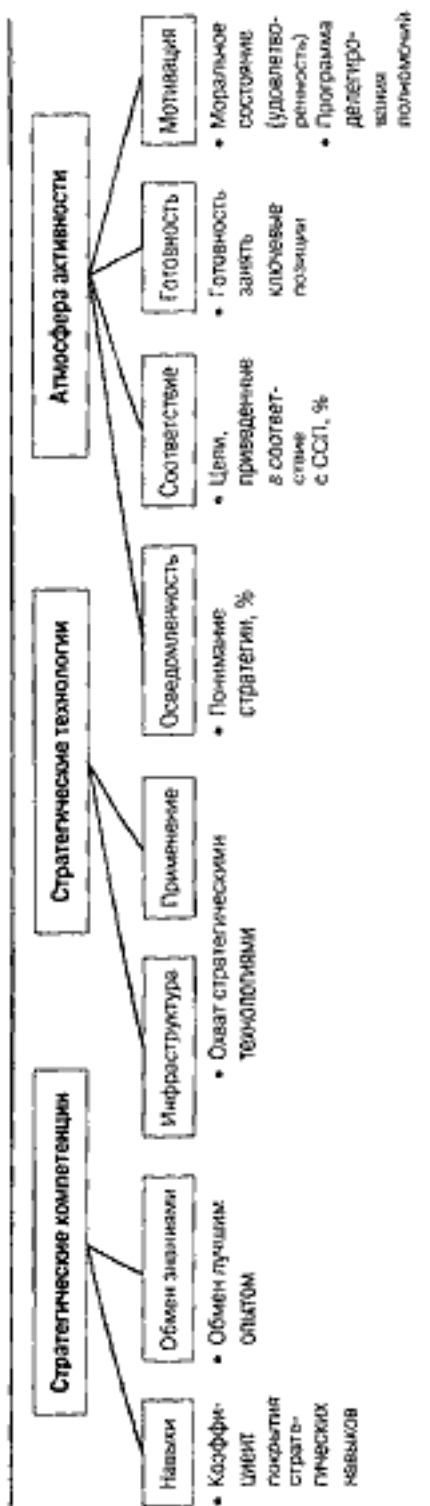 Стратегические компетенции
Стратегические технологии
Атмосфера активности
Навыки
Обмен знаниями
Инфраструктура
Применение
Осведомленность
Соответствие
Готовность
Мотивация
• Коэффи-
циент
покрытия
страте-
гических
навыков
• Обмен лучшим
опытом
• Охват стратегическими
технологиями
• Понимание
стратегии, %
• Цели,
приведенные
в соответ-
ствие
с ССП, %
• Готовность
занять
ключевые
позиции
• Моральное
состояние
(удовлетво-
ренность)
• Программа
делегиро-
вания
полномочий